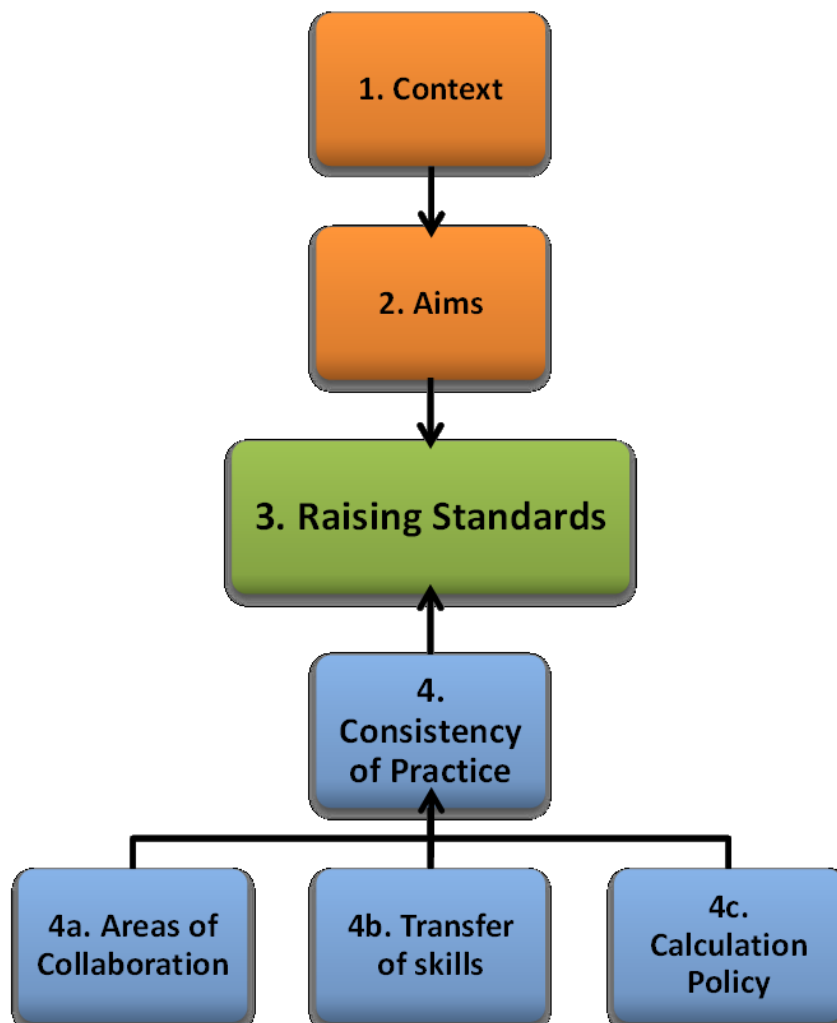 1. Context
2. Aims
3. Raising Standards
4.
Consistency
of Practice
4a. Areas of
Collaboration
4b. Transfer
of skills
4c.
Calculation
Policy